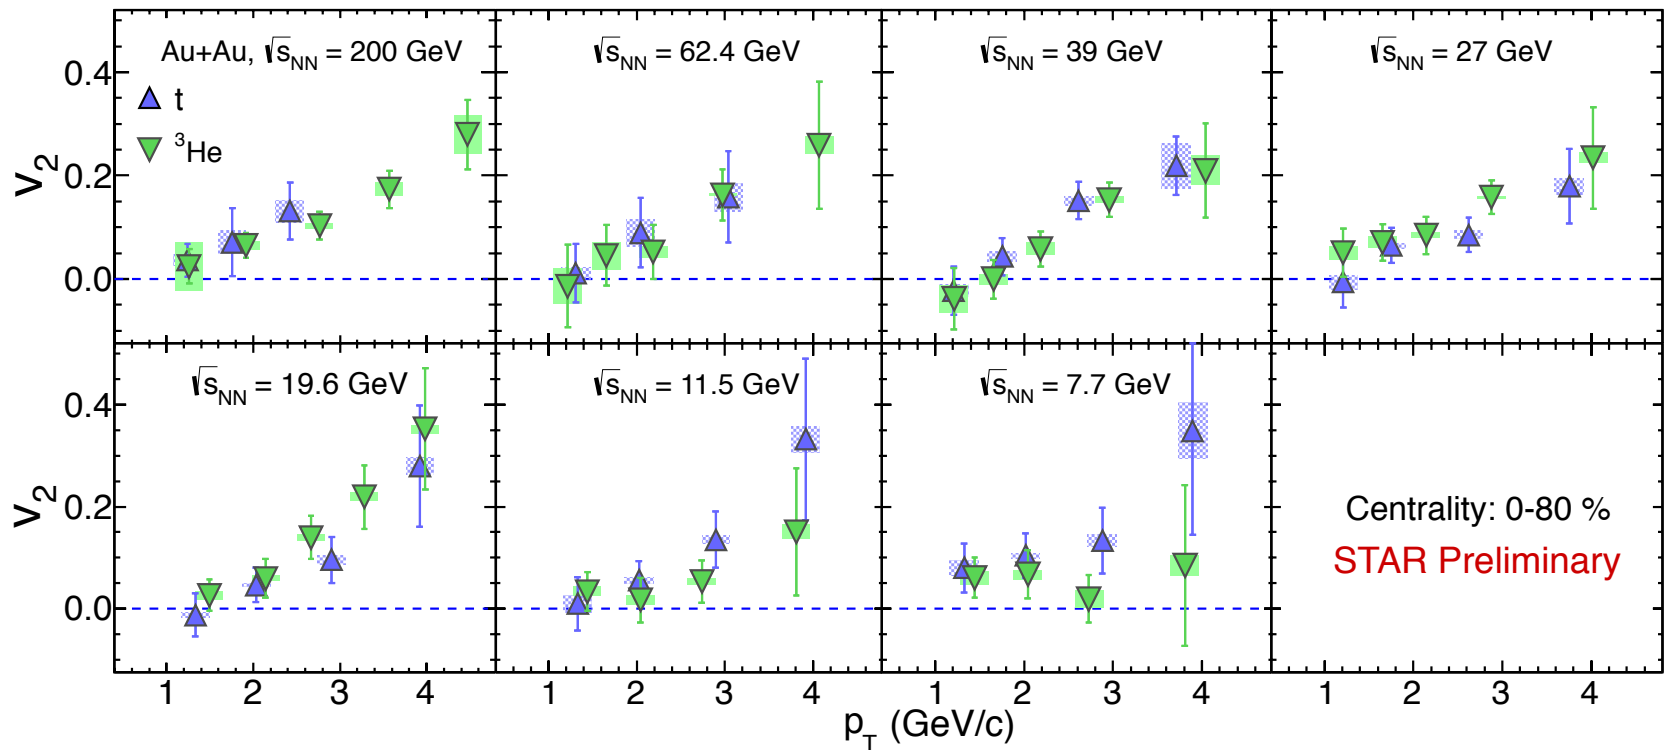 Au+Au, √sNN = 200 GeV
√sNN = 62.4 GeV
√sNN = 39 GeV
√sNN = 27 GeV
t
³He
v₂
0.4
0.2
0.0
√sNN = 19.6 GeV
√sNN = 11.5 GeV
√sNN = 7.7 GeV
Centrality: 0-80 %
STAR Preliminary
v₂
0.4
0.2
0.0
1 2 3 4 1 2 3 4 1 2 3 4 1 2 3 4
pT (GeV/c)